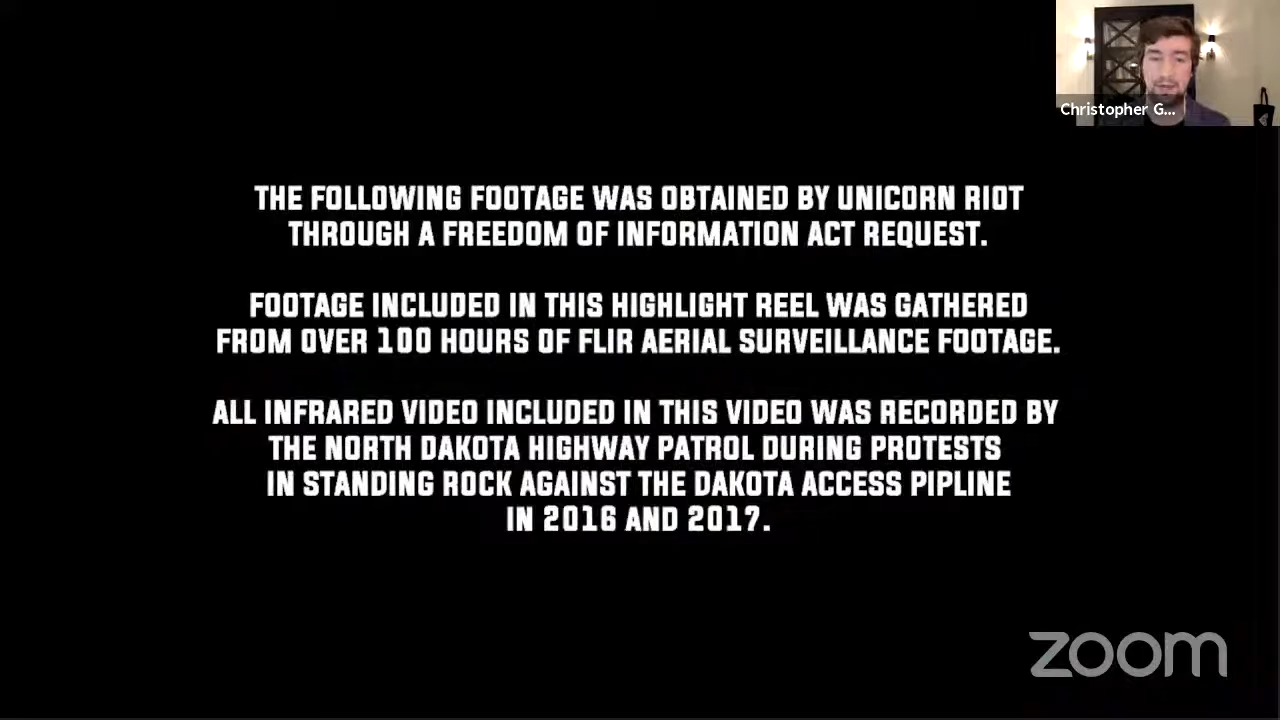 Christopher G...
THE FOLLOWING FOOTAGE WAS OBTAINED BY UNICORN RIOT
THROUGH A FREEDOM OF INFORMATION ACT REQUEST.
FOOTAGE INCLUDED IN THIS HIGHLIGHT REEL WAS GATHERED
FROM OVER 100 HOURS OF FLIR AERIAL SURVEILLANCE FOOTAGE.
ALL INFRARED VIDEO INCLUDED IN THIS VIDEO WAS RECORDED BY
THE NORTH DAKOTA HIGHWAY PATROL DURING PROTESTS
IN STANDING ROCK AGAINST THE DAKOTA ACCESS PIPLINE
IN 2016 AND 2017.
zoom